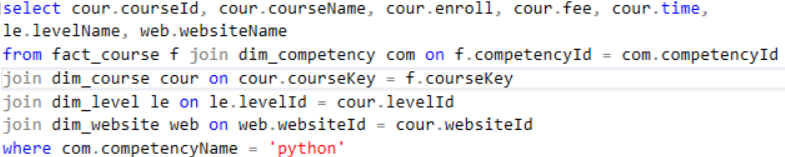 select cour.courseId, cour.courseName, cour.enroll, cour.fee, cour.time,
le.levelName, web.websiteName
from fact_course f join dim_competency com on f.competencyId = com.competencyId
join dim_course cour on cour.courseKey = f.courseKey
join dim_level le on le.levelId = cour.levelId
join dim_website web on web.websiteId = cour.websiteId
where com.competencyName = 'python'